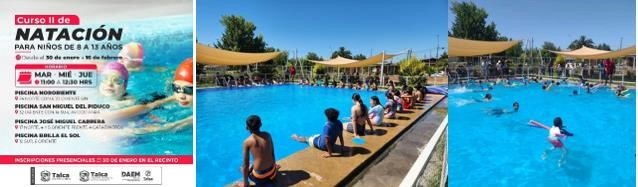 Curso II de
NATACIÓN
PARA NIÑOS DE 8 A 13 AÑOS
Desde el 30 de enero al 16 de febrero
HORARIO
MAR · MIÉ · JUE
11:00 A 12:30 HRS
PISCINA NORORIENTE
PISCINA SAN MIGUEL DEL PIDUCO
PISCINA JOSÉ MIGUEL CARRERA
PISCINA BRILLA EL SOL
INSCRIPCIONES PRESENCIALES 30 DE ENERO EN EL RECINTO
Talca
Talca
DAEM
Talca